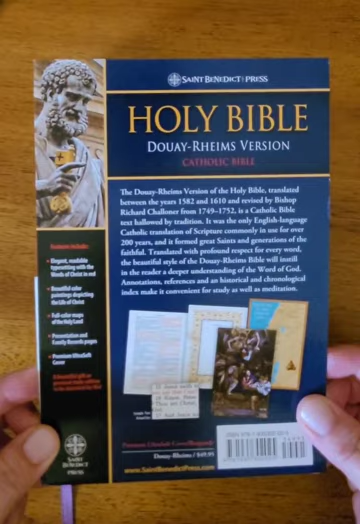 SAINT BENEDICT PRESS
HOLY BIBLE
DOUAY-RHEIMS VERSION
CATHOLIC BIBLE
The Douay-Rheims Version of the Holy Bible, translated
between the years 1582 and 1610 and revised by Bishop
Richard Challoner from 1749–1752, is a Catholic Bible
text hallowed by tradition. It was the only English-language
Catholic translation of Scripture commonly in use for over
200 years, and it formed great Saints and generations of the
faithful. Translated with profound respect for every word,
the beautiful style of the Douay-Rheims Bible will instill
in the reader a deeper understanding of the Word of God.
Annotations, references and an historical and chronological
index make it convenient for study as well as meditation.
Features include:
• Elegant, readable
typesetting with the
Words of Christ in red
• Beautiful color
paintings depicting
the Life of Christ
• Full-color maps
of the Holy Land
• Presentation and
Family Records pages
• Premium UltraSoft
Cover
SAINT
BENEDICT
PRESS
Premium UltraSoft Cover/Burgundy
Douay-Rheims / $49.95
www.SaintBenedictPress.com
ISBN